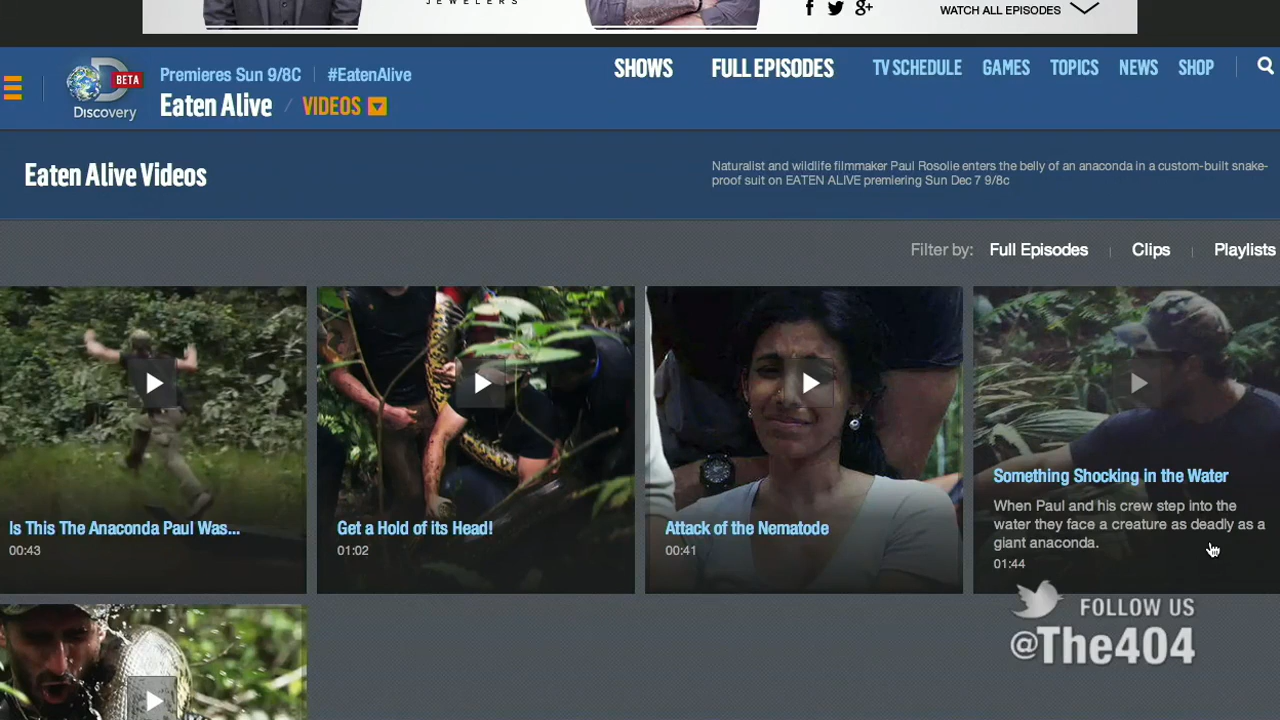 JEWELERS
WATCH ALL EPISODES
BETA
Discovery
Premieres Sun 9/8C
#EatenAlive
Eaten Alive / VIDEOS
SHOWS
FULL EPISODES
TV SCHEDULE
GAMES
TOPICS
NEWS
SHOP
Eaten Alive Videos
Naturalist and wildlife filmmaker Paul Rosolie enters the belly of an anaconda in a custom-built snake-
proof suit on EATEN ALIVE premiering Sun Dec 7 9/8c
Filter by: Full Episodes | Clips | Playlists
Is This The Anaconda Paul Was...
00:43
Get a Hold of its Head!
01:02
Attack of the Nematode
00:41
Something Shocking in the Water
When Paul and his crew step into the
water they face a creature as deadly as a
giant anaconda.
01:44
FOLLOW US
@The404